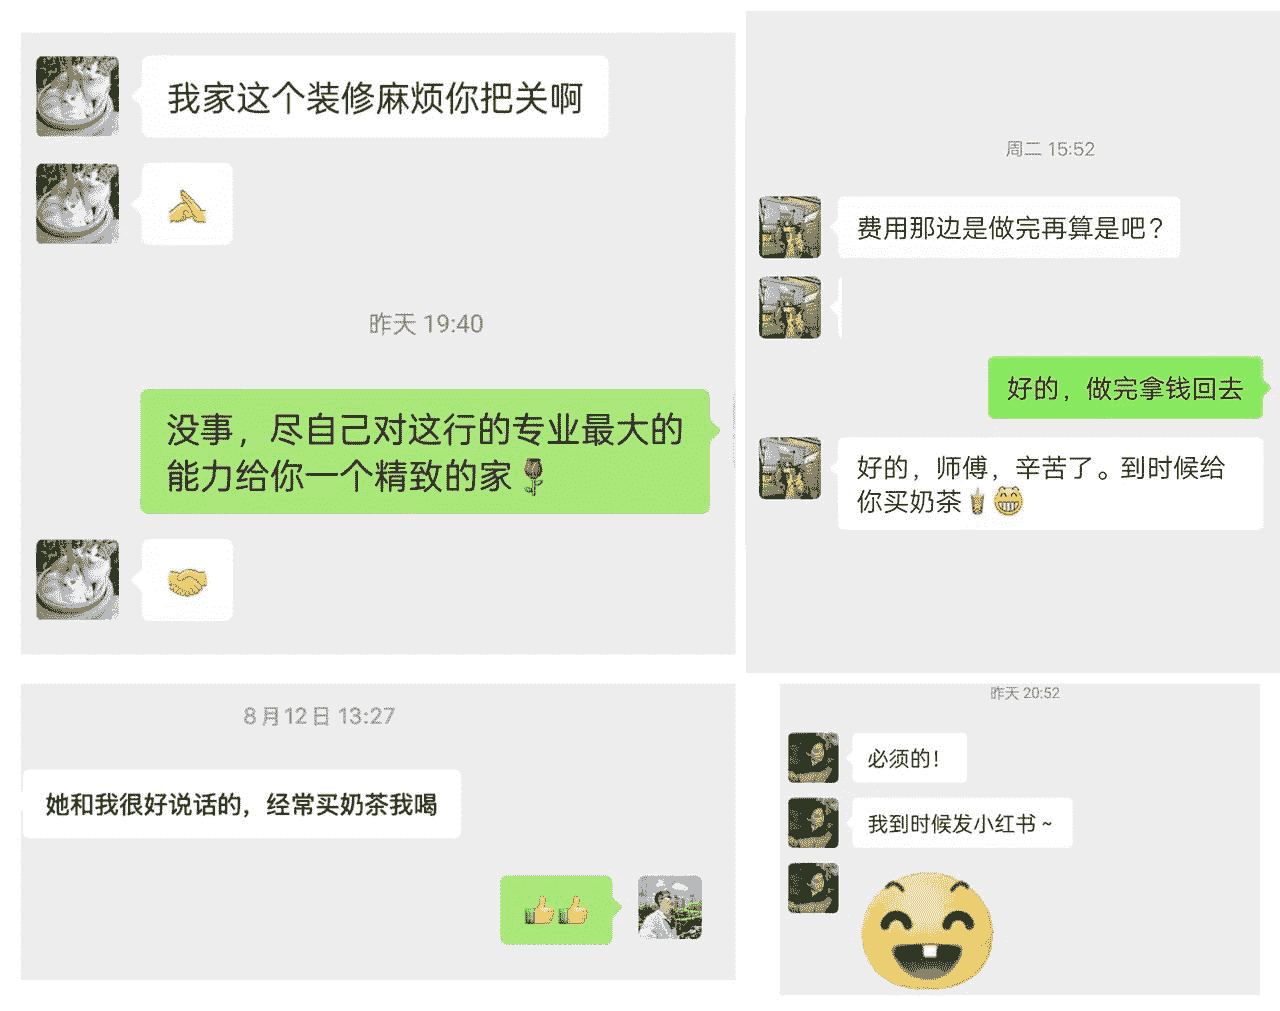 我家这个装修麻烦你把关啊
昨天 19:40
没事，尽自己对这行的专业最大的
能力给你一个精致的家
周二 15:52
费用那边是做完再算是吧？
好的，做完拿钱回去
好的，师傅，辛苦了。到时候给
你买奶茶
8月12日 13:27
她和我很好说话的，经常买奶茶我喝
昨天 20:52
必须的！
我到时候发小红书～